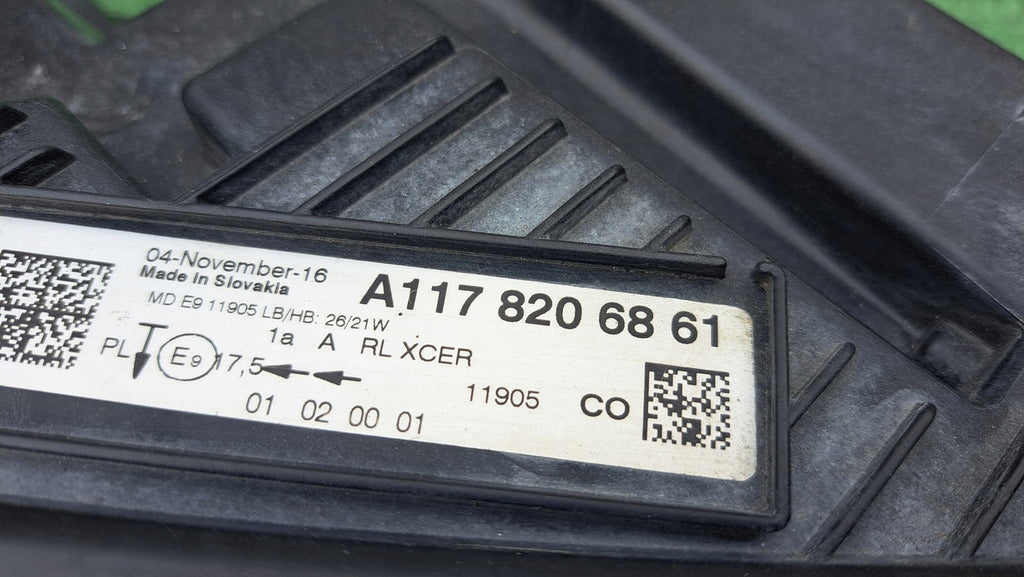 04-November-16
Made in Slovakia
A117 820 68 61
MD E9 11905 LB/HB: 26/21W
1a A RL XCER
PL E9 17,5
11905 CO
01 02 00 01